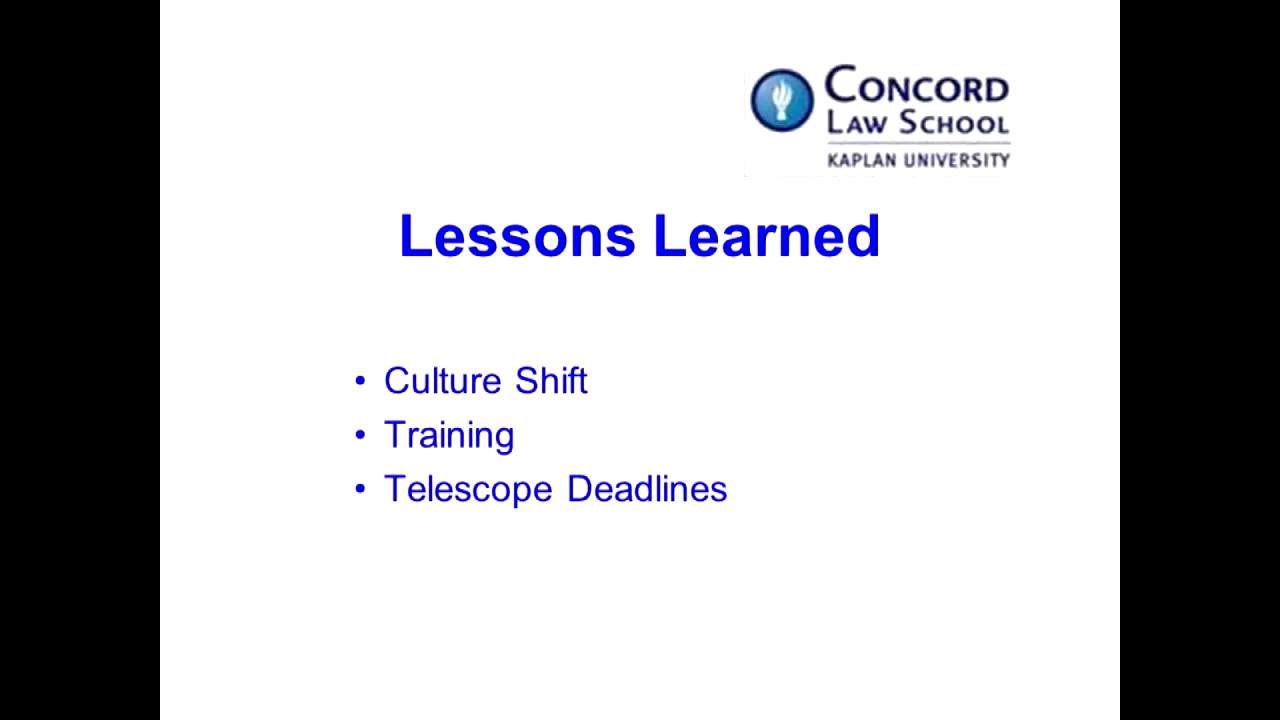 CONCORD
LAW SCHOOL
KAPLAN UNIVERSITY
Lessons Learned
• Culture Shift
• Training
• Telescope Deadlines